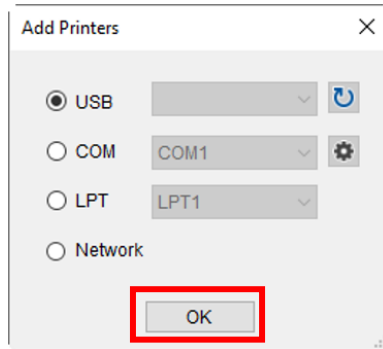 Add Printers
USB
COM COM1
LPT LPT1
Network
OK